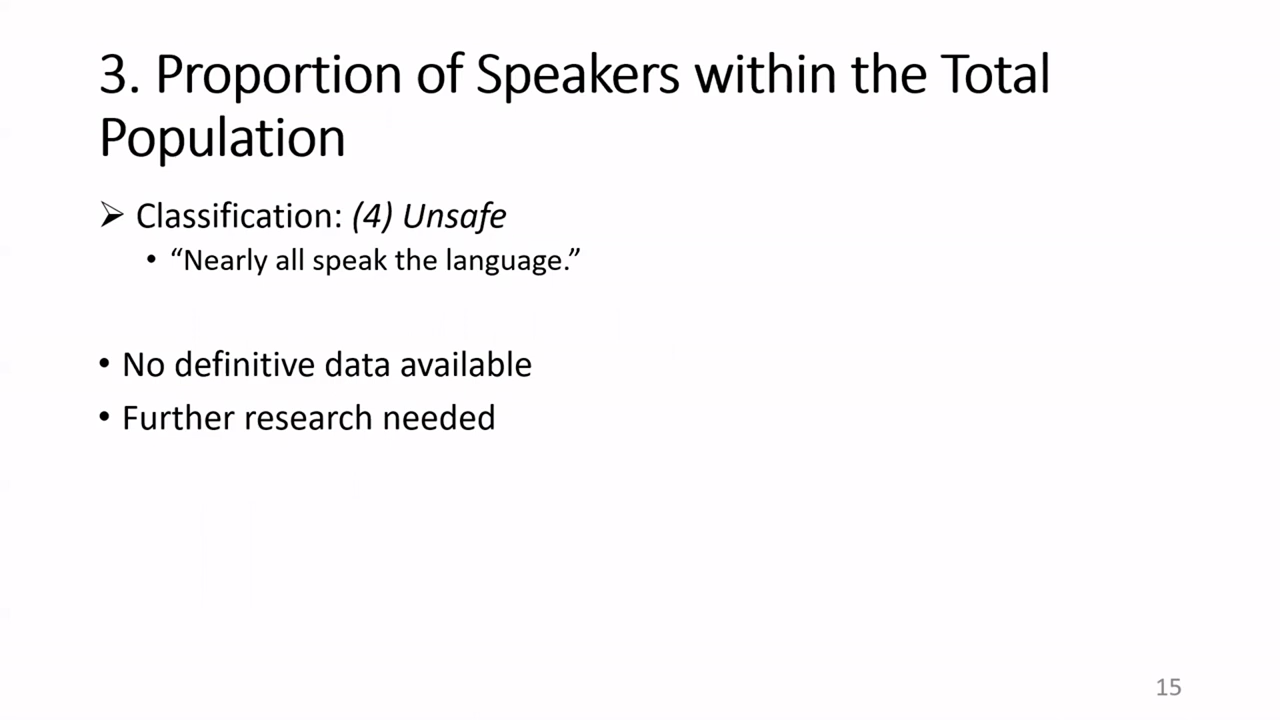 3. Proportion of Speakers within the Total
Population
➢ Classification: (4) Unsafe
• “Nearly all speak the language.”
• No definitive data available
• Further research needed
15